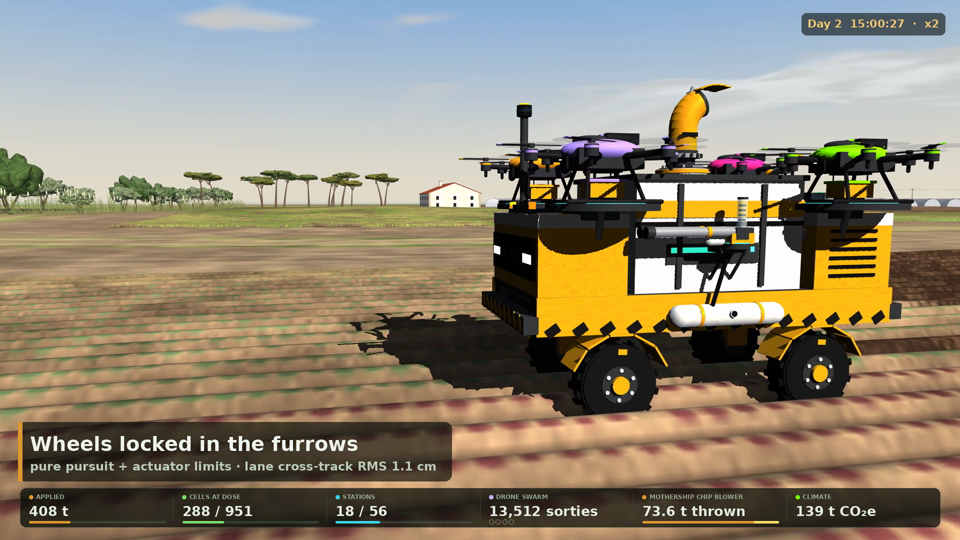 Day 2 15:00:27 · x2
Wheels locked in the furrows
pure pursuit + actuator limits · lane cross-track RMS 1.1 cm
APPLIED
408 t
CELLS AT DOSE
288 / 951
STATIONS
18 / 56
DRONE SWARM
13,512 sorties
MOTHERSHIP CHIP BLOWER
73.6 t thrown
CLIMATE
139 t CO₂e